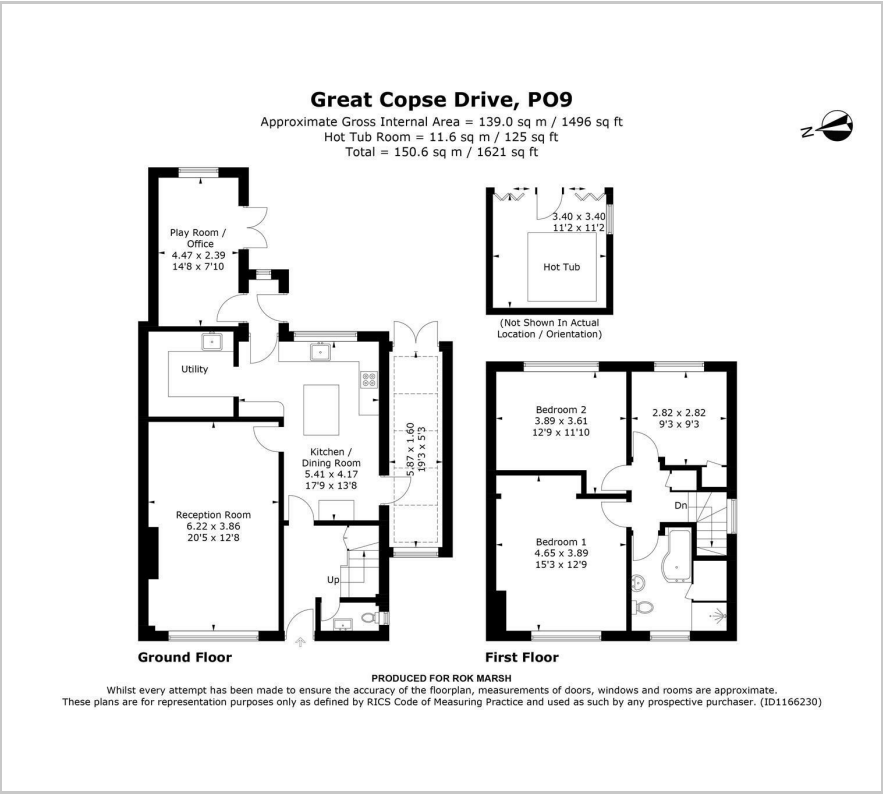 Great Copse Drive, PO9
Approximate Gross Internal Area = 139.0 sq m / 1496 sq ft
Hot Tub Room = 11.6 sq m / 125 sq ft
Total = 150.6 sq m / 1621 sq ft
N
Play Room /
Office
4.47 x 2.39
14'8 x 7'10
3.40 x 3.40
11'2 x 11'2
Hot Tub
(Not Shown In Actual
Location / Orientation)
Utility
Kitchen /
Dining Room
5.41 x 4.17
17'9 x 13'8
5.87 x 1.60
19'3 x 5'3
Reception Room
6.22 x 3.86
20'5 x 12'8
Up
Ground Floor
Bedroom 2
3.89 x 3.61
12'9 x 11'10
2.82 x 2.82
9'3 x 9'3
Dn
Bedroom 1
4.65 x 3.89
15'3 x 12'9
First Floor
PRODUCED FOR ROK MARSH
Whilst every attempt has been made to ensure the accuracy of the floorplan, measurements of doors, windows and rooms are approximate.
These plans are for representation purposes only as defined by RICS Code of Measuring Practice and used as such by any prospective purchaser. (ID1166230)